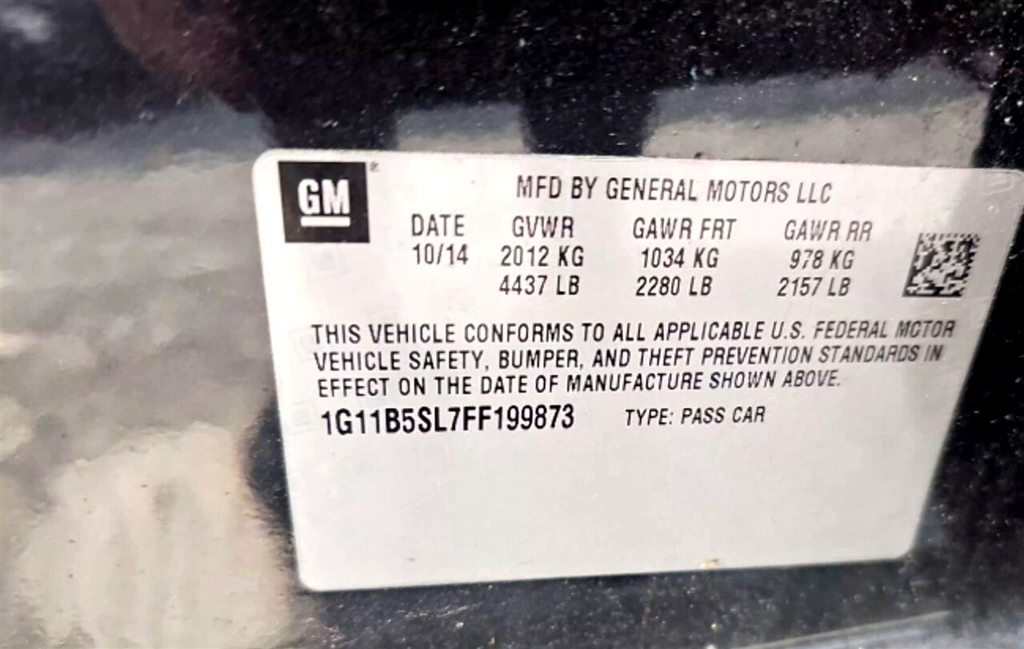 GM®
MFD BY GENERAL MOTORS LLC
DATE GVWR GAWR FRT GAWR RR
10/14 2012 KG 1034 KG 978 KG
4437 LB 2280 LB 2157 LB
THIS VEHICLE CONFORMS TO ALL APPLICABLE U.S. FEDERAL MOTOR
VEHICLE SAFETY, BUMPER, AND THEFT PREVENTION STANDARDS IN
EFFECT ON THE DATE OF MANUFACTURE SHOWN ABOVE.
1G11B5SL7FF199873 TYPE: PASS CAR